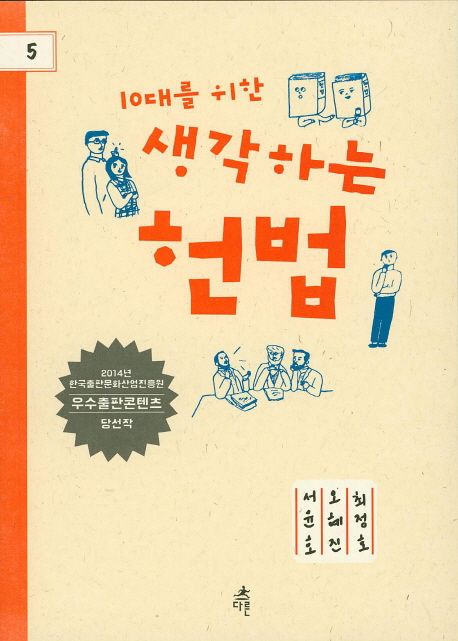 5
10대를 위한
생각하는
헌법
2014년
한국출판문화산업진흥원
우수출판콘텐츠
당선작
서윤호
오혜진
최정호
다른